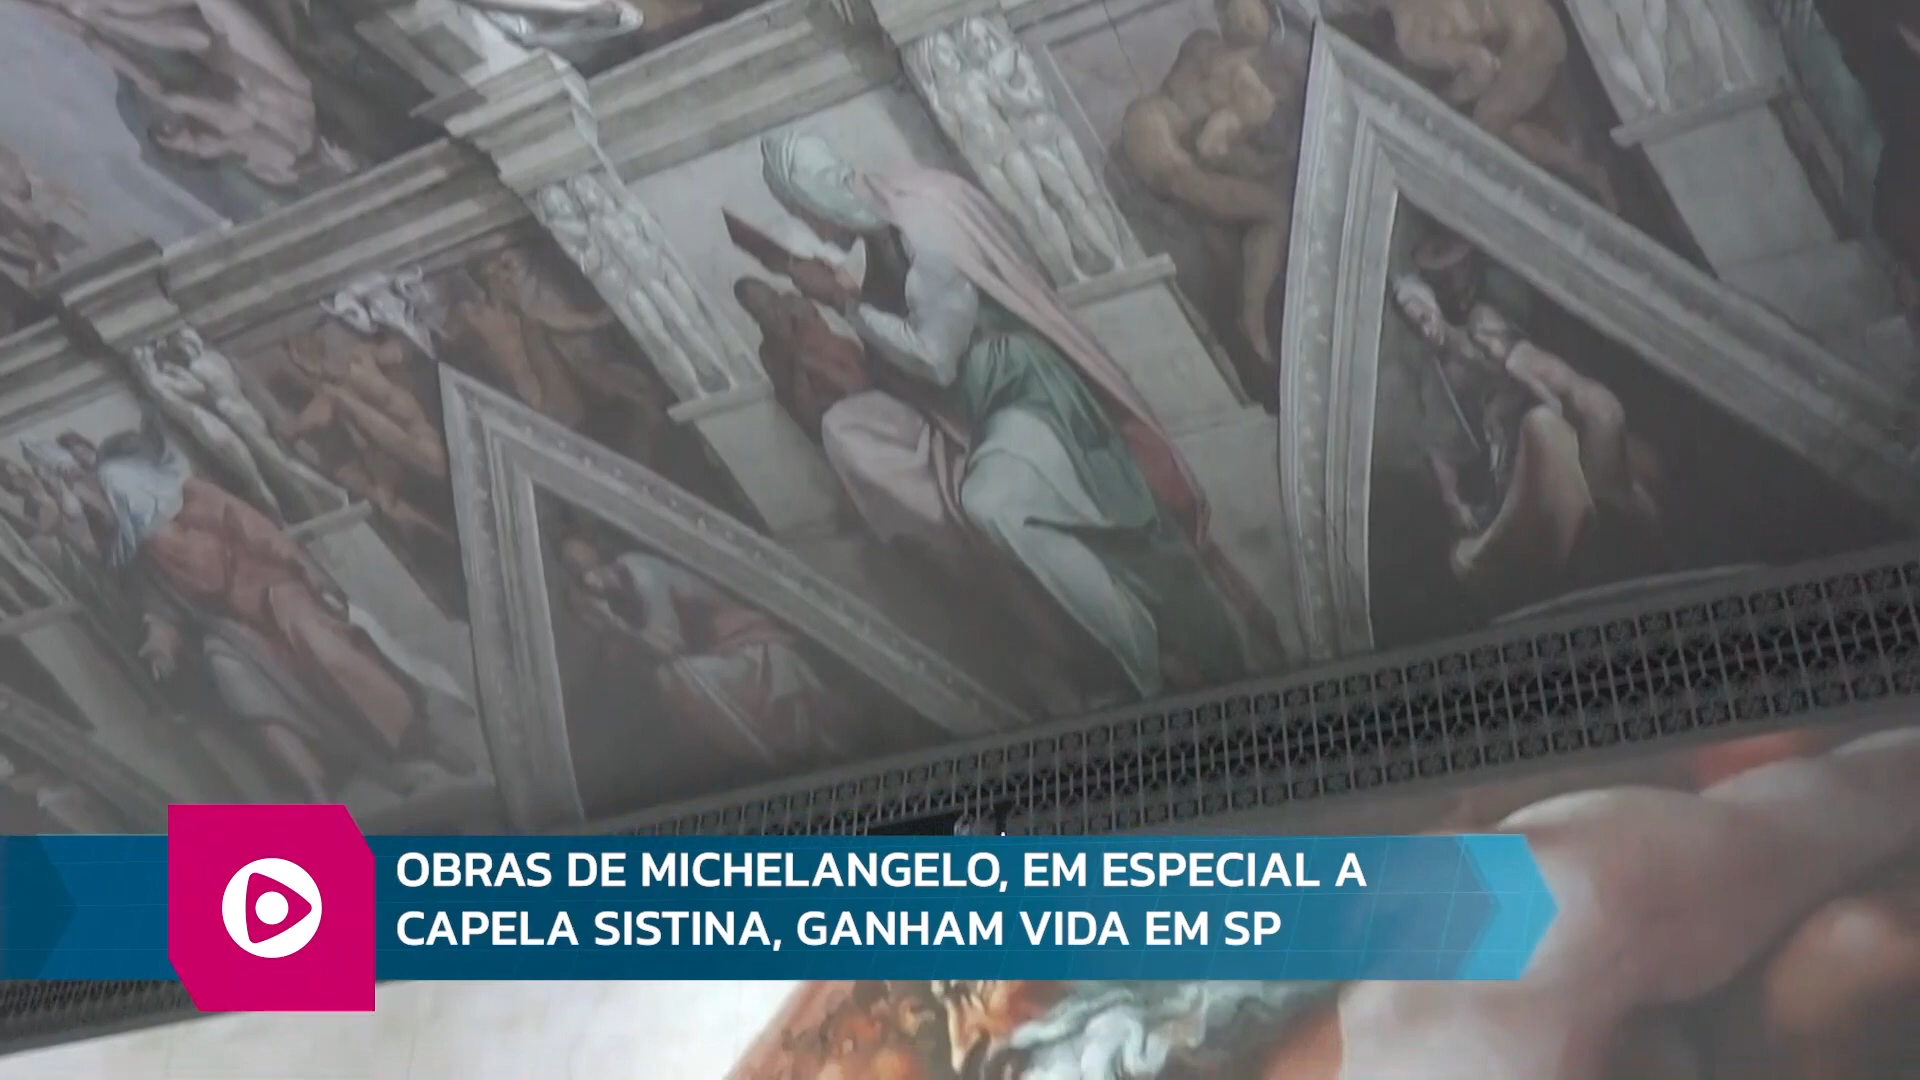 OBRAS DE MICHELANGELO, EM ESPECIAL A
CAPELA SISTINA, GANHAM VIDA EM SP